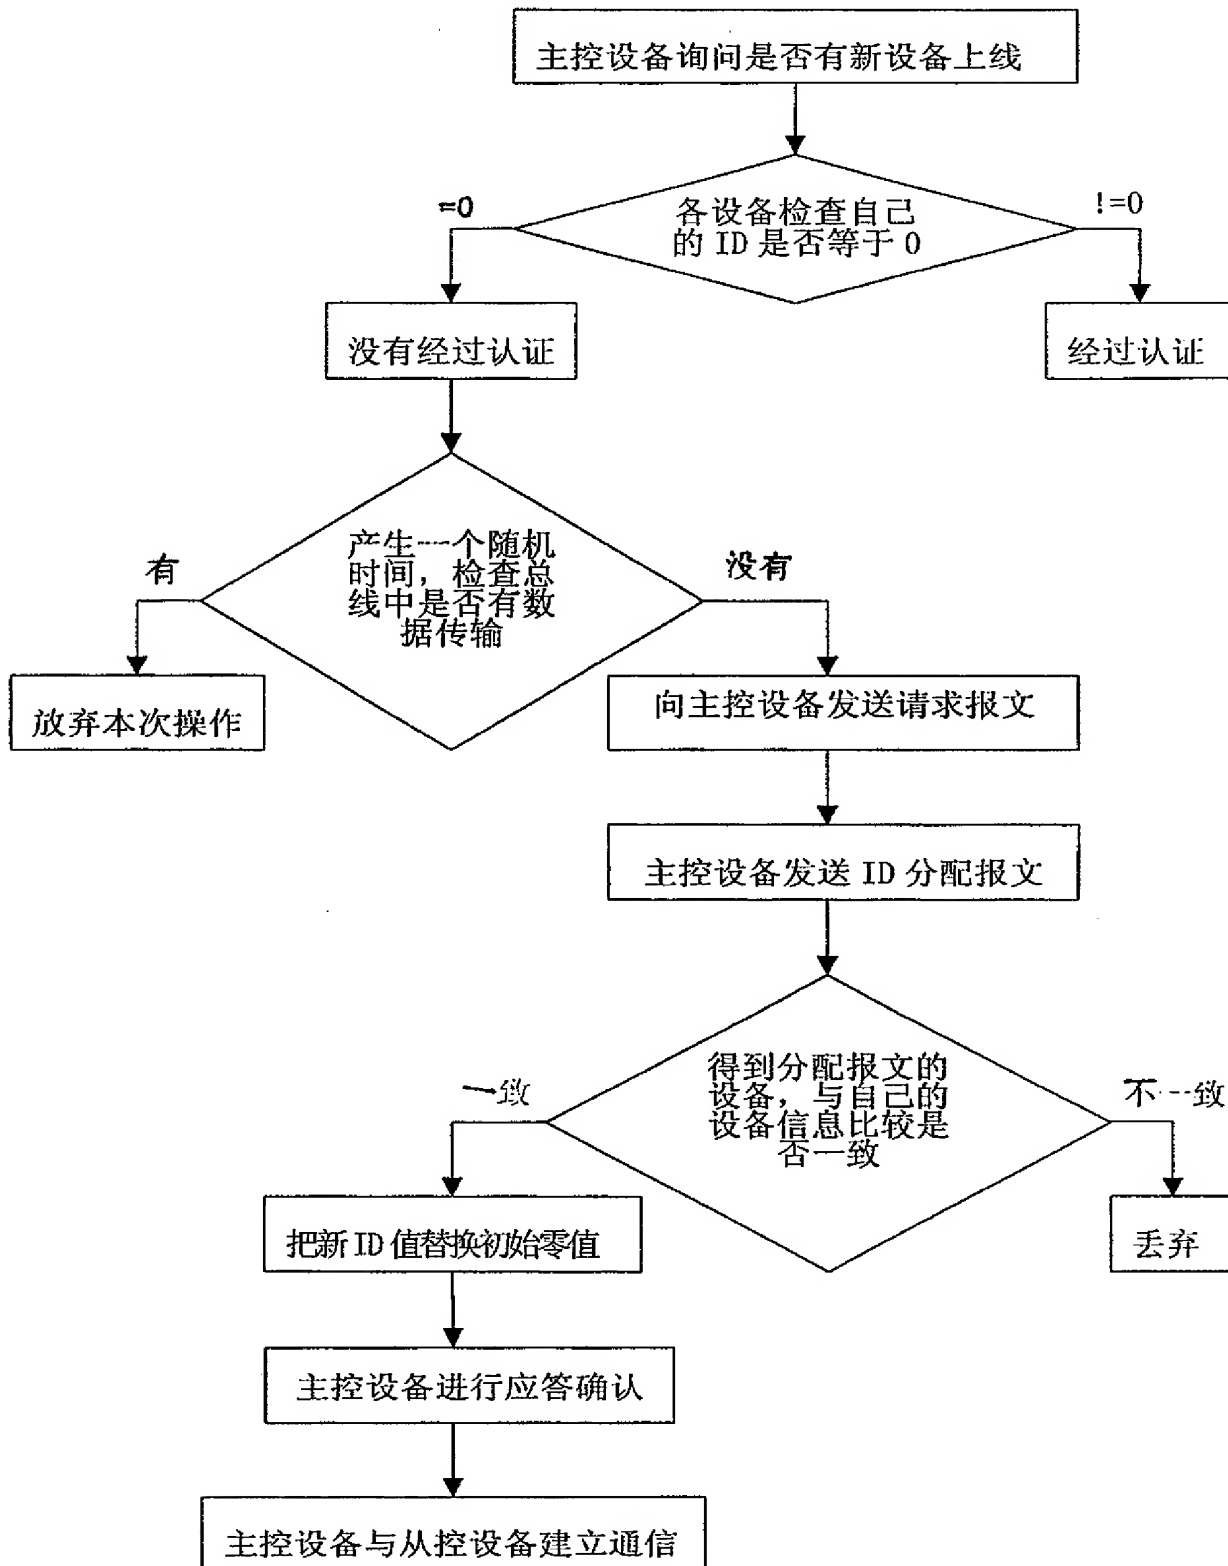 主控设备询问是否有新设备上线
=0
各设备检查自己
的 ID 是否等于 0
!=0
没有经过认证
经过认证
有
产生一个随机
时间，检查总
线中是否有数
据传输
没有
放弃本次操作
向主控设备发送请求报文
主控设备发送 ID 分配报文
一致
得到分配报文的
设备，与自己的
设备信息比较是
否一致
不一致
把新 ID 值替换初始零值
丢弃
主控设备进行应答确认
主控设备与从控设备建立通信